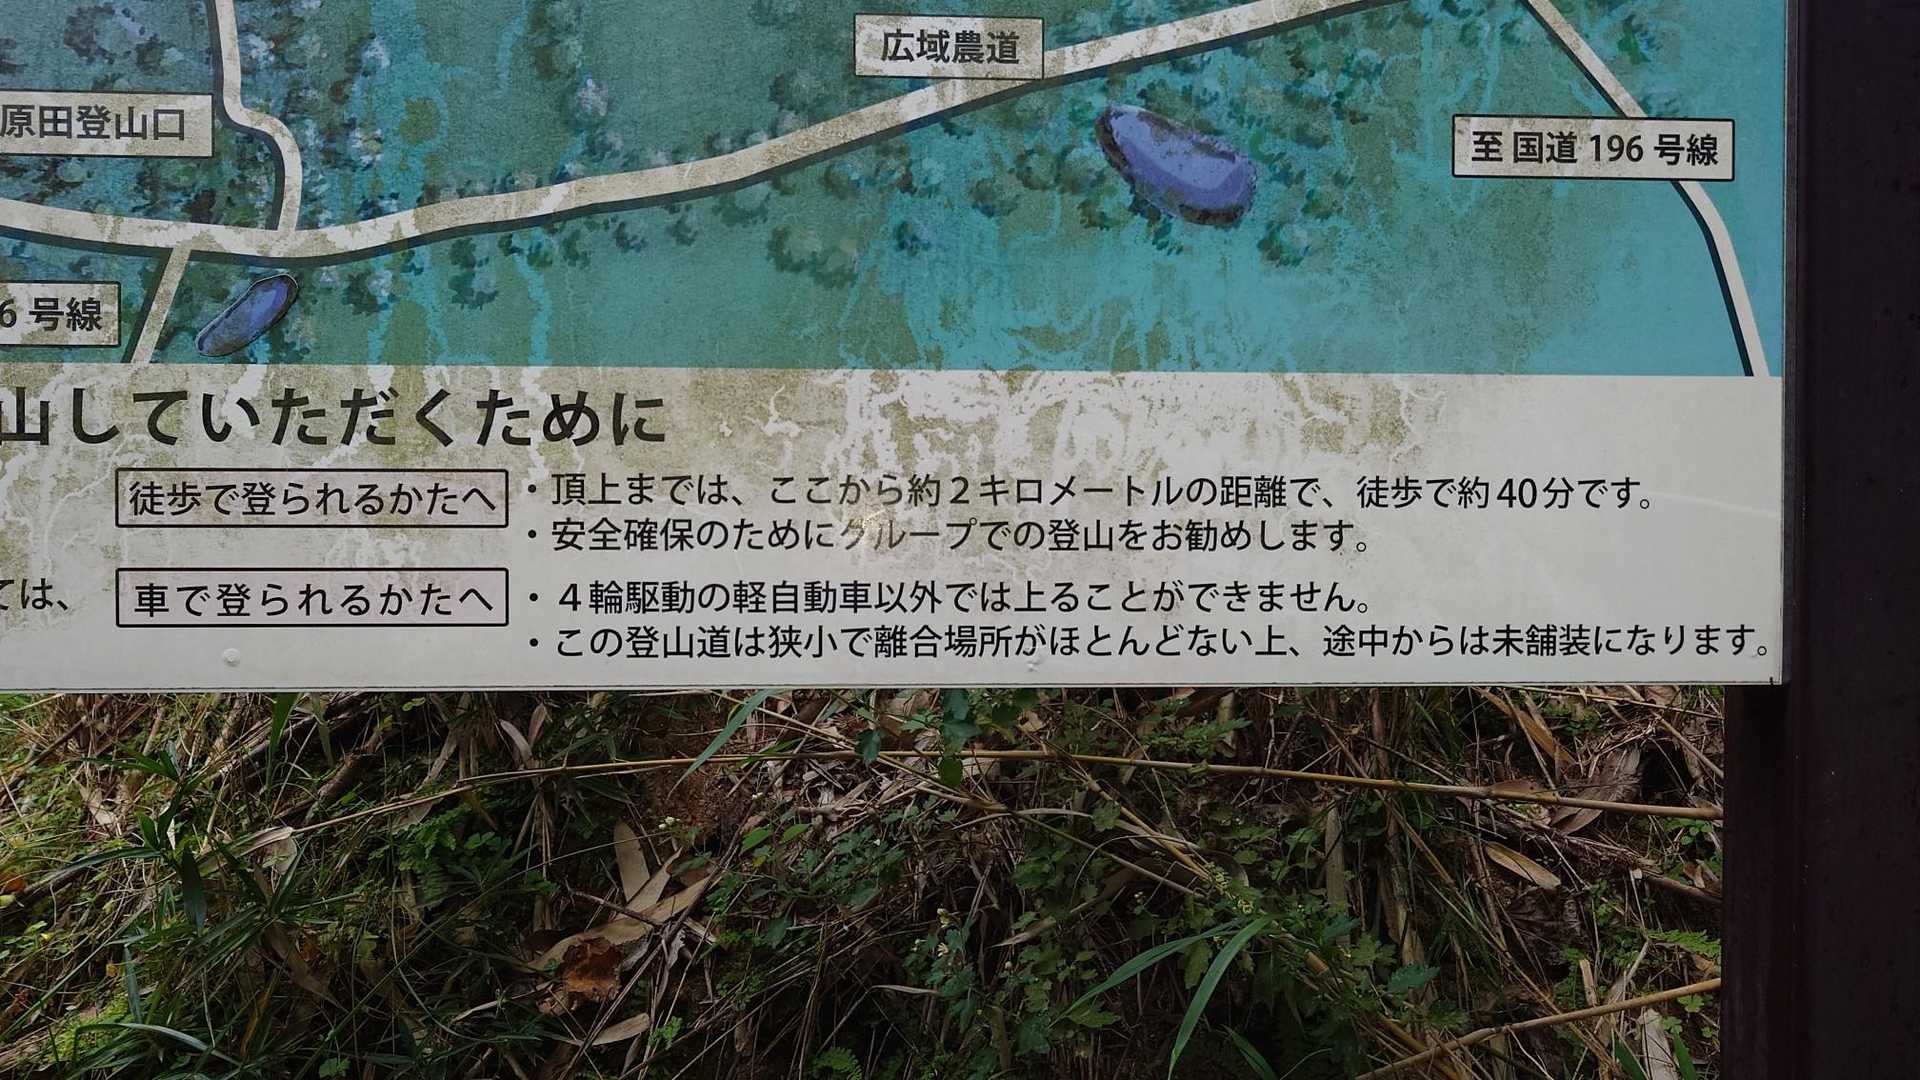 広域農道
原田登山口
至 国道 196 号線
6 号線
山していただくために
徒歩で登られるかたへ
・頂上までは、ここから約２キロメートルの距離で、徒歩で約40分です。
・安全確保のためにグループでの登山をお勧めします。
ては、
車で登られるかたへ
・４輪駆動の軽自動車以外では上ることができません。
・この登山道は狭小で離合場所がほとんどない上、途中からは未舗装になります。